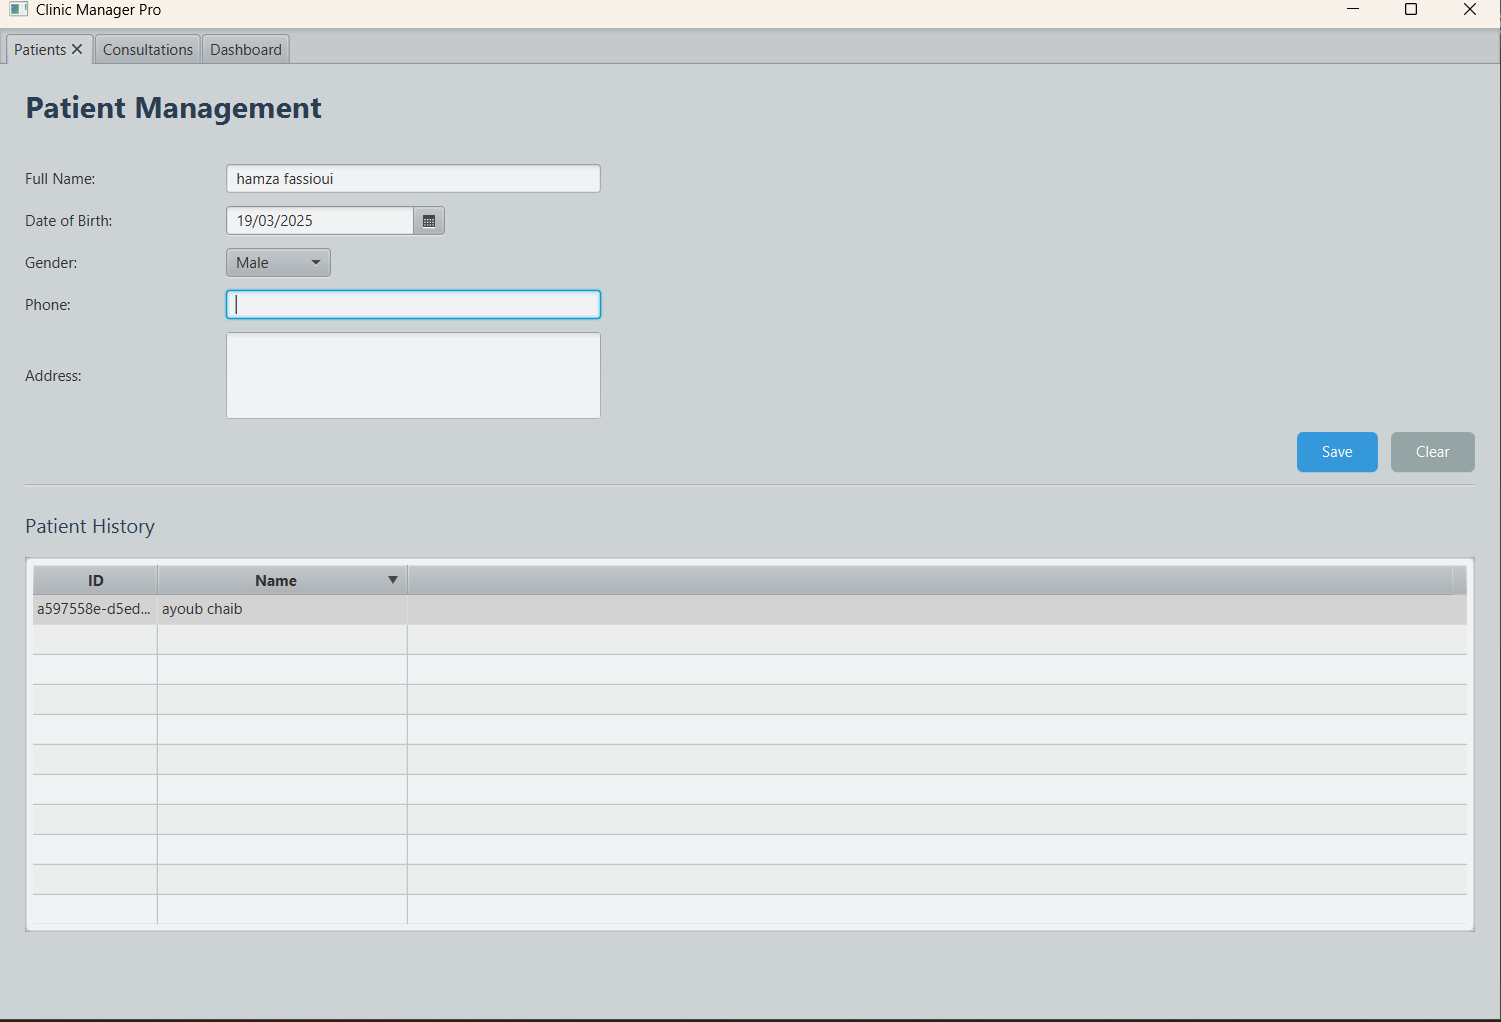 Clinic Manager Pro
Patients Consultations Dashboard
Patient Management
Full Name: hamza fassioui
Date of Birth: 19/03/2025
Gender: Male
Phone:
Address:
Save Clear
Patient History
ID Name
a597558e-d5ed... ayoub chaib